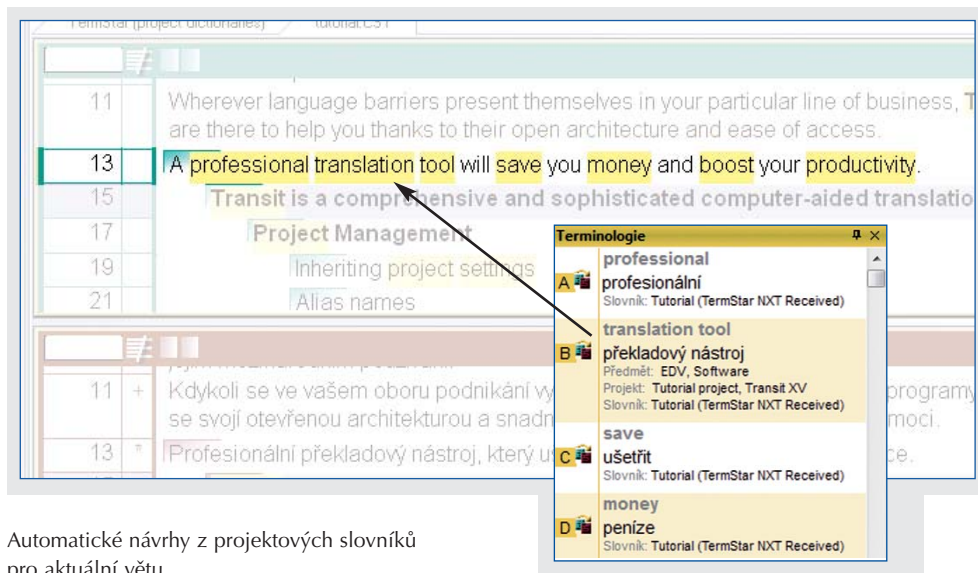 TermStar (project dictionaries) tutorial.CST
11 Wherever language barriers present themselves in your particular line of business,
are there to help you thanks to their open architecture and ease of access.
13 A professional translation tool will save you money and boost your productivity.
15 Transit is a comprehensive and sophisticated computer-aided
17 Project Management
19 Inheriting project settings
21 Alias names
Terminologie
professional
A profesionální
Slovník: Tutorial (TermStar NXT Received)
translation tool
B překladový nástroj
Předmět: EDV, Software
Projekt: Tutorial project, Transit XV
Slovník: Tutorial (TermStar NXT Received)
save
C ušetřit
Slovník: Tutorial (TermStar NXT Received)
money
D peníze
Slovník: Tutorial (TermStar NXT Received)
11 + Kdykoli se ve vašem oboru podnikání programy
se svojí otevřenou architekturou a
13 Profesionální překladový nástroj, který
Automatické návrhy z projektových slovníků
pro aktuální větu